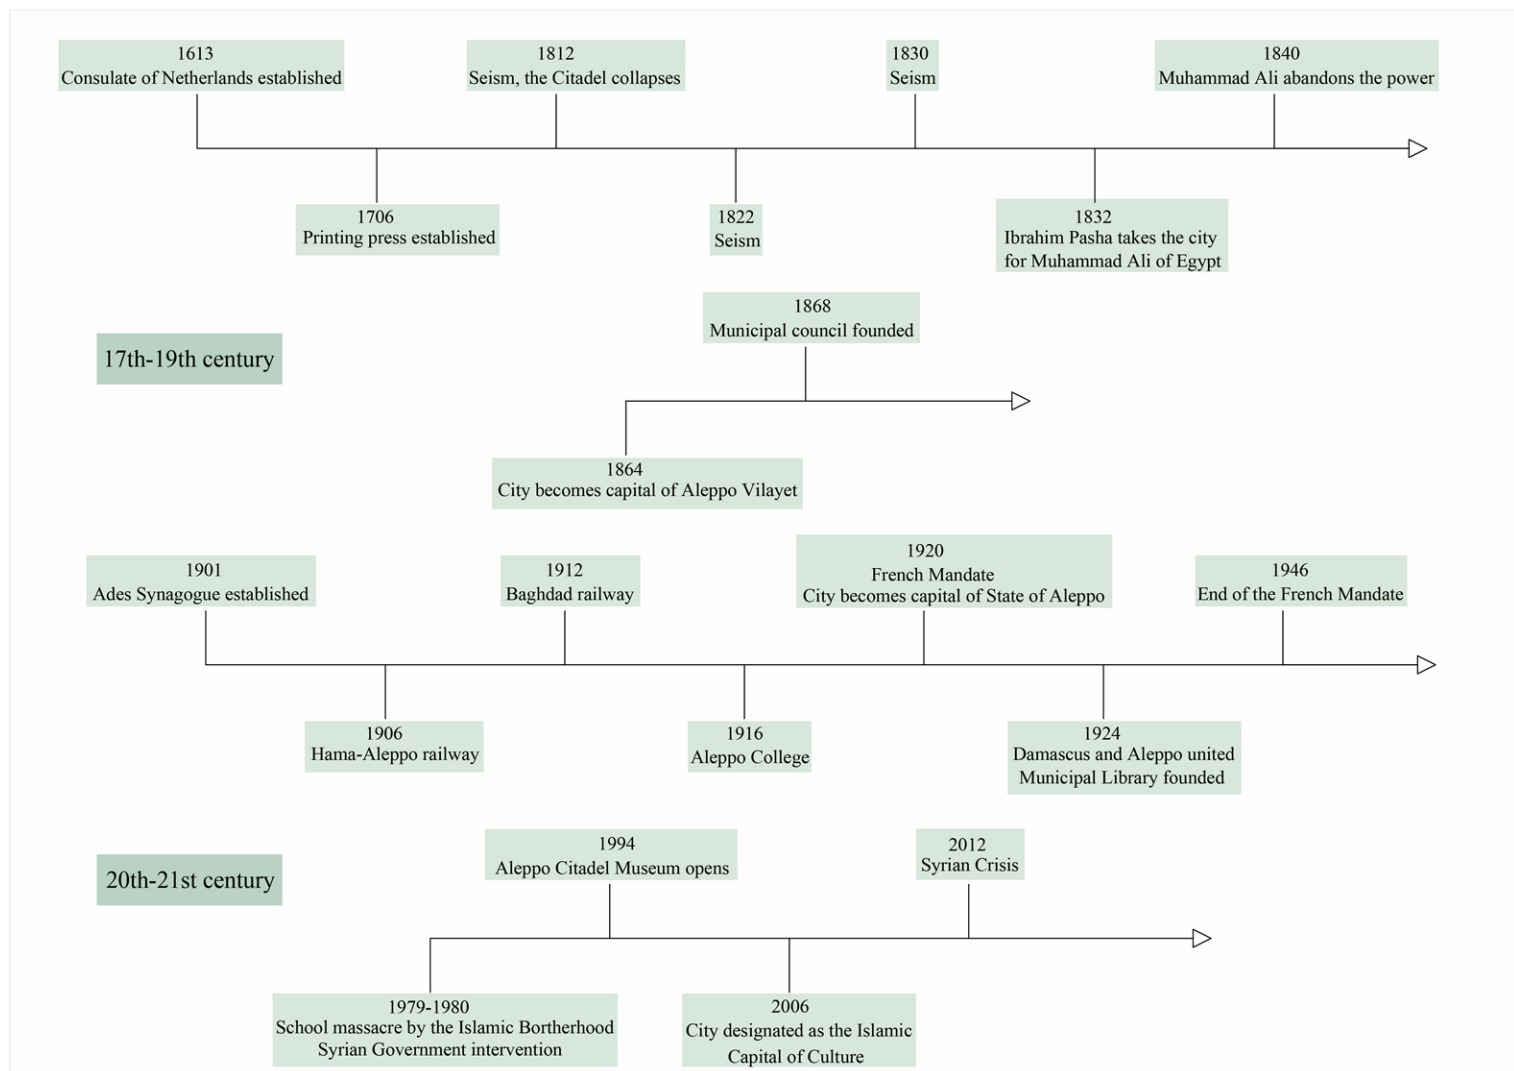 1613
Consulate of Netherlands established
1812
Seism, the Citadel collapses
1830
Seism
1840
Muhammad Ali abandons the power
1706
Printing press established
1822
Seism
1832
Ibrahim Pasha takes the city
for Muhammad Ali of Egypt
17th-19th century
1868
Municipal council founded
1864
City becomes capital of Aleppo Vilayet
1901
Ades Synagogue established
1912
Baghdad railway
1920
French Mandate
City becomes capital of State of Aleppo
1946
End of the French Mandate
1906
Hama-Aleppo railway
1916
Aleppo College
1924
Damascus and Aleppo united
Municipal Library founded
20th-21st century
1994
Aleppo Citadel Museum opens
2012
Syrian Crisis
1979-1980
School massacre by the Islamic Bortherhood
Syrian Government intervention
2006
City designated as the Islamic
Capital of Culture